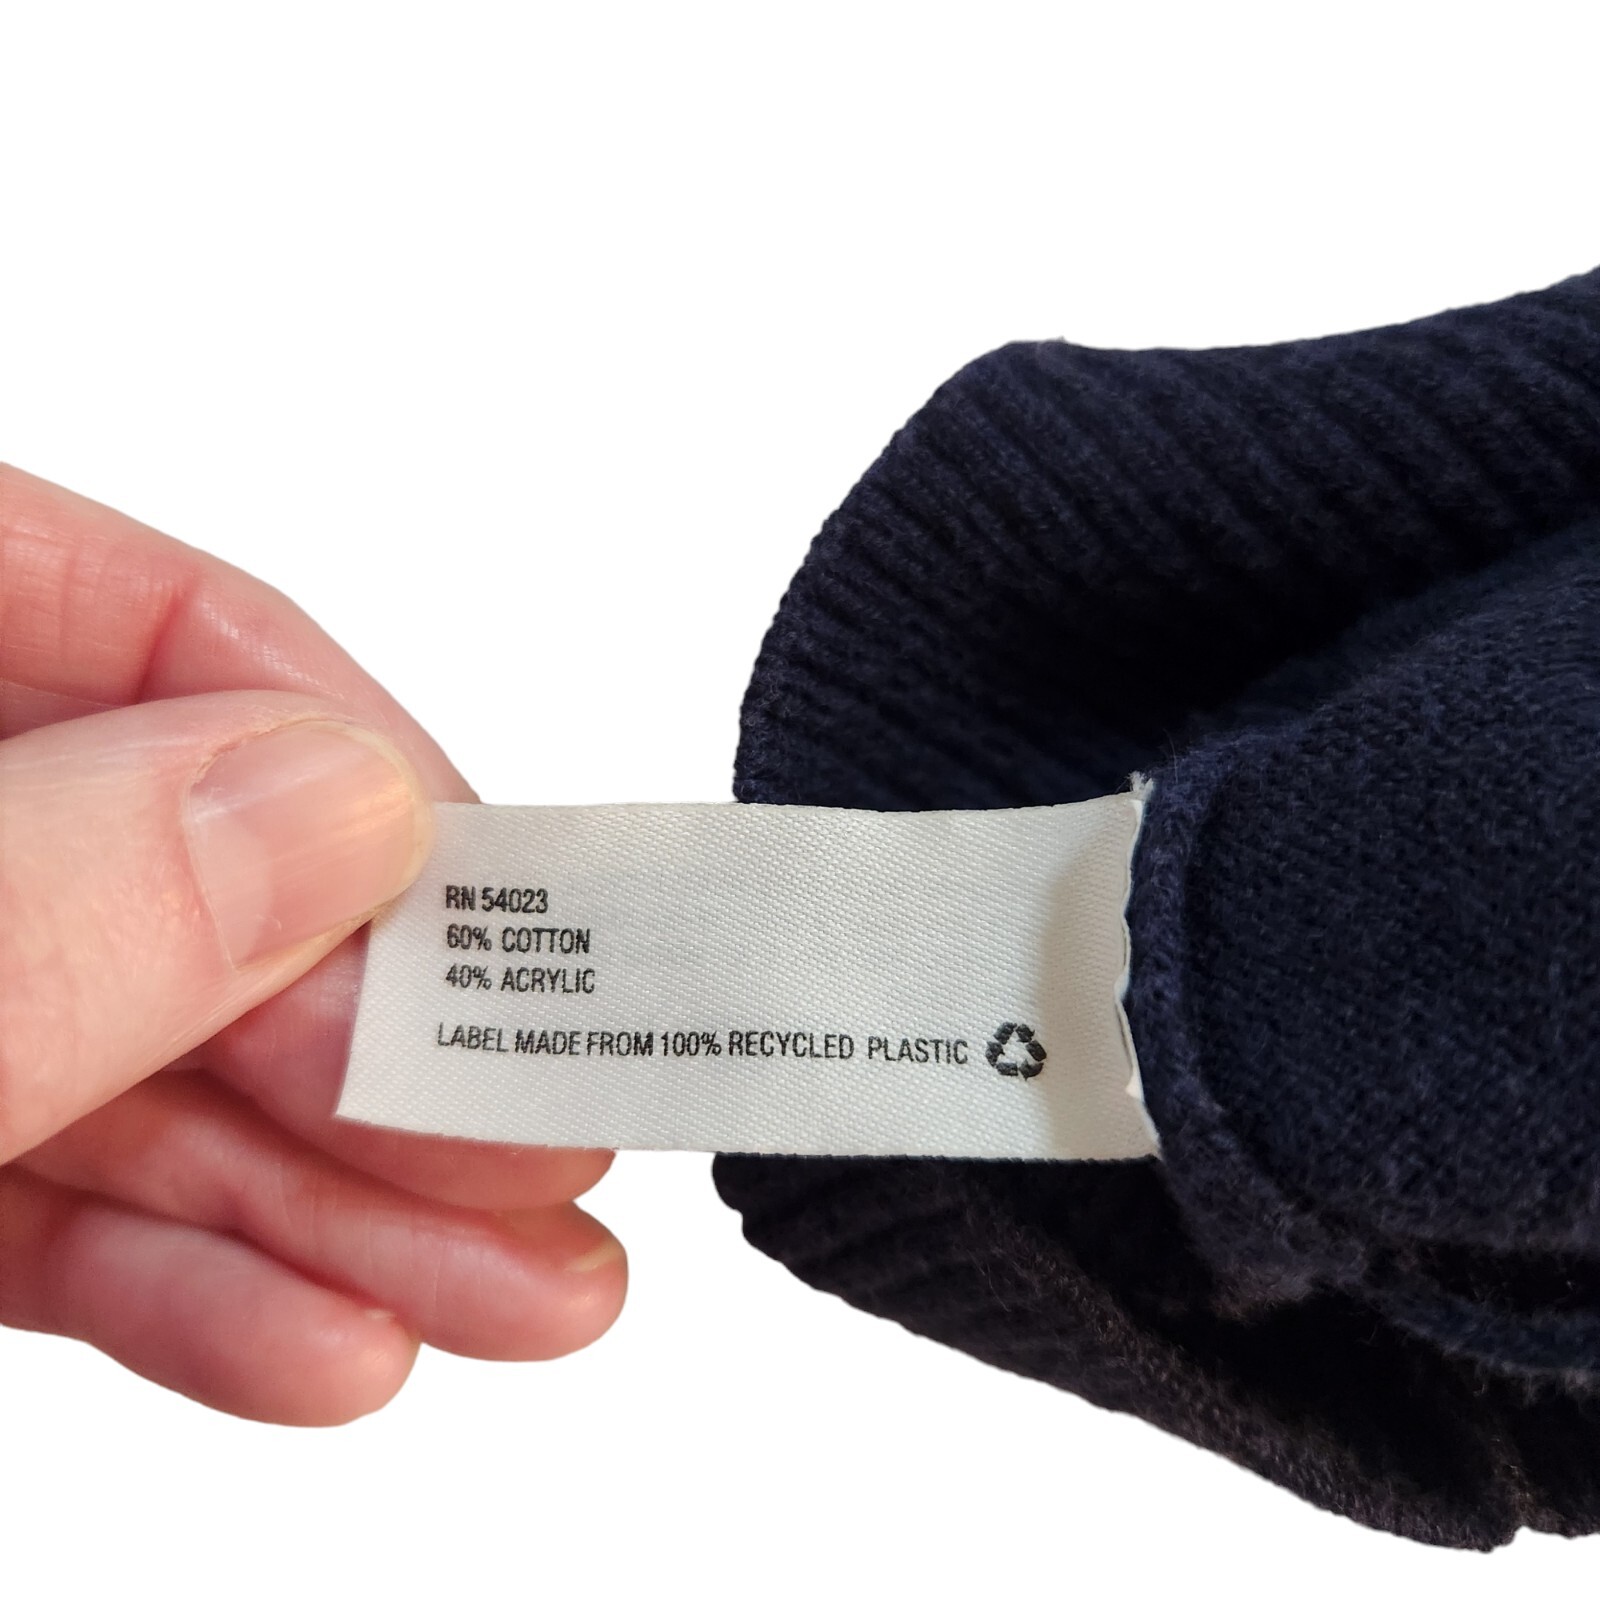 RN 54023
60% COTTON
40% ACRYLIC
LABEL MADE FROM 100% RECYCLED PLASTIC